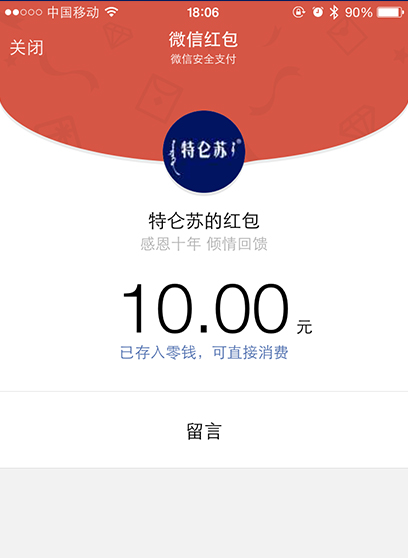 中国移动 18:06 90%
关闭 微信红包
微信安全支付
特仑苏®
特仑苏的红包
感恩十年 倾情回馈
10.00 元
已存入零钱，可直接消费
留言